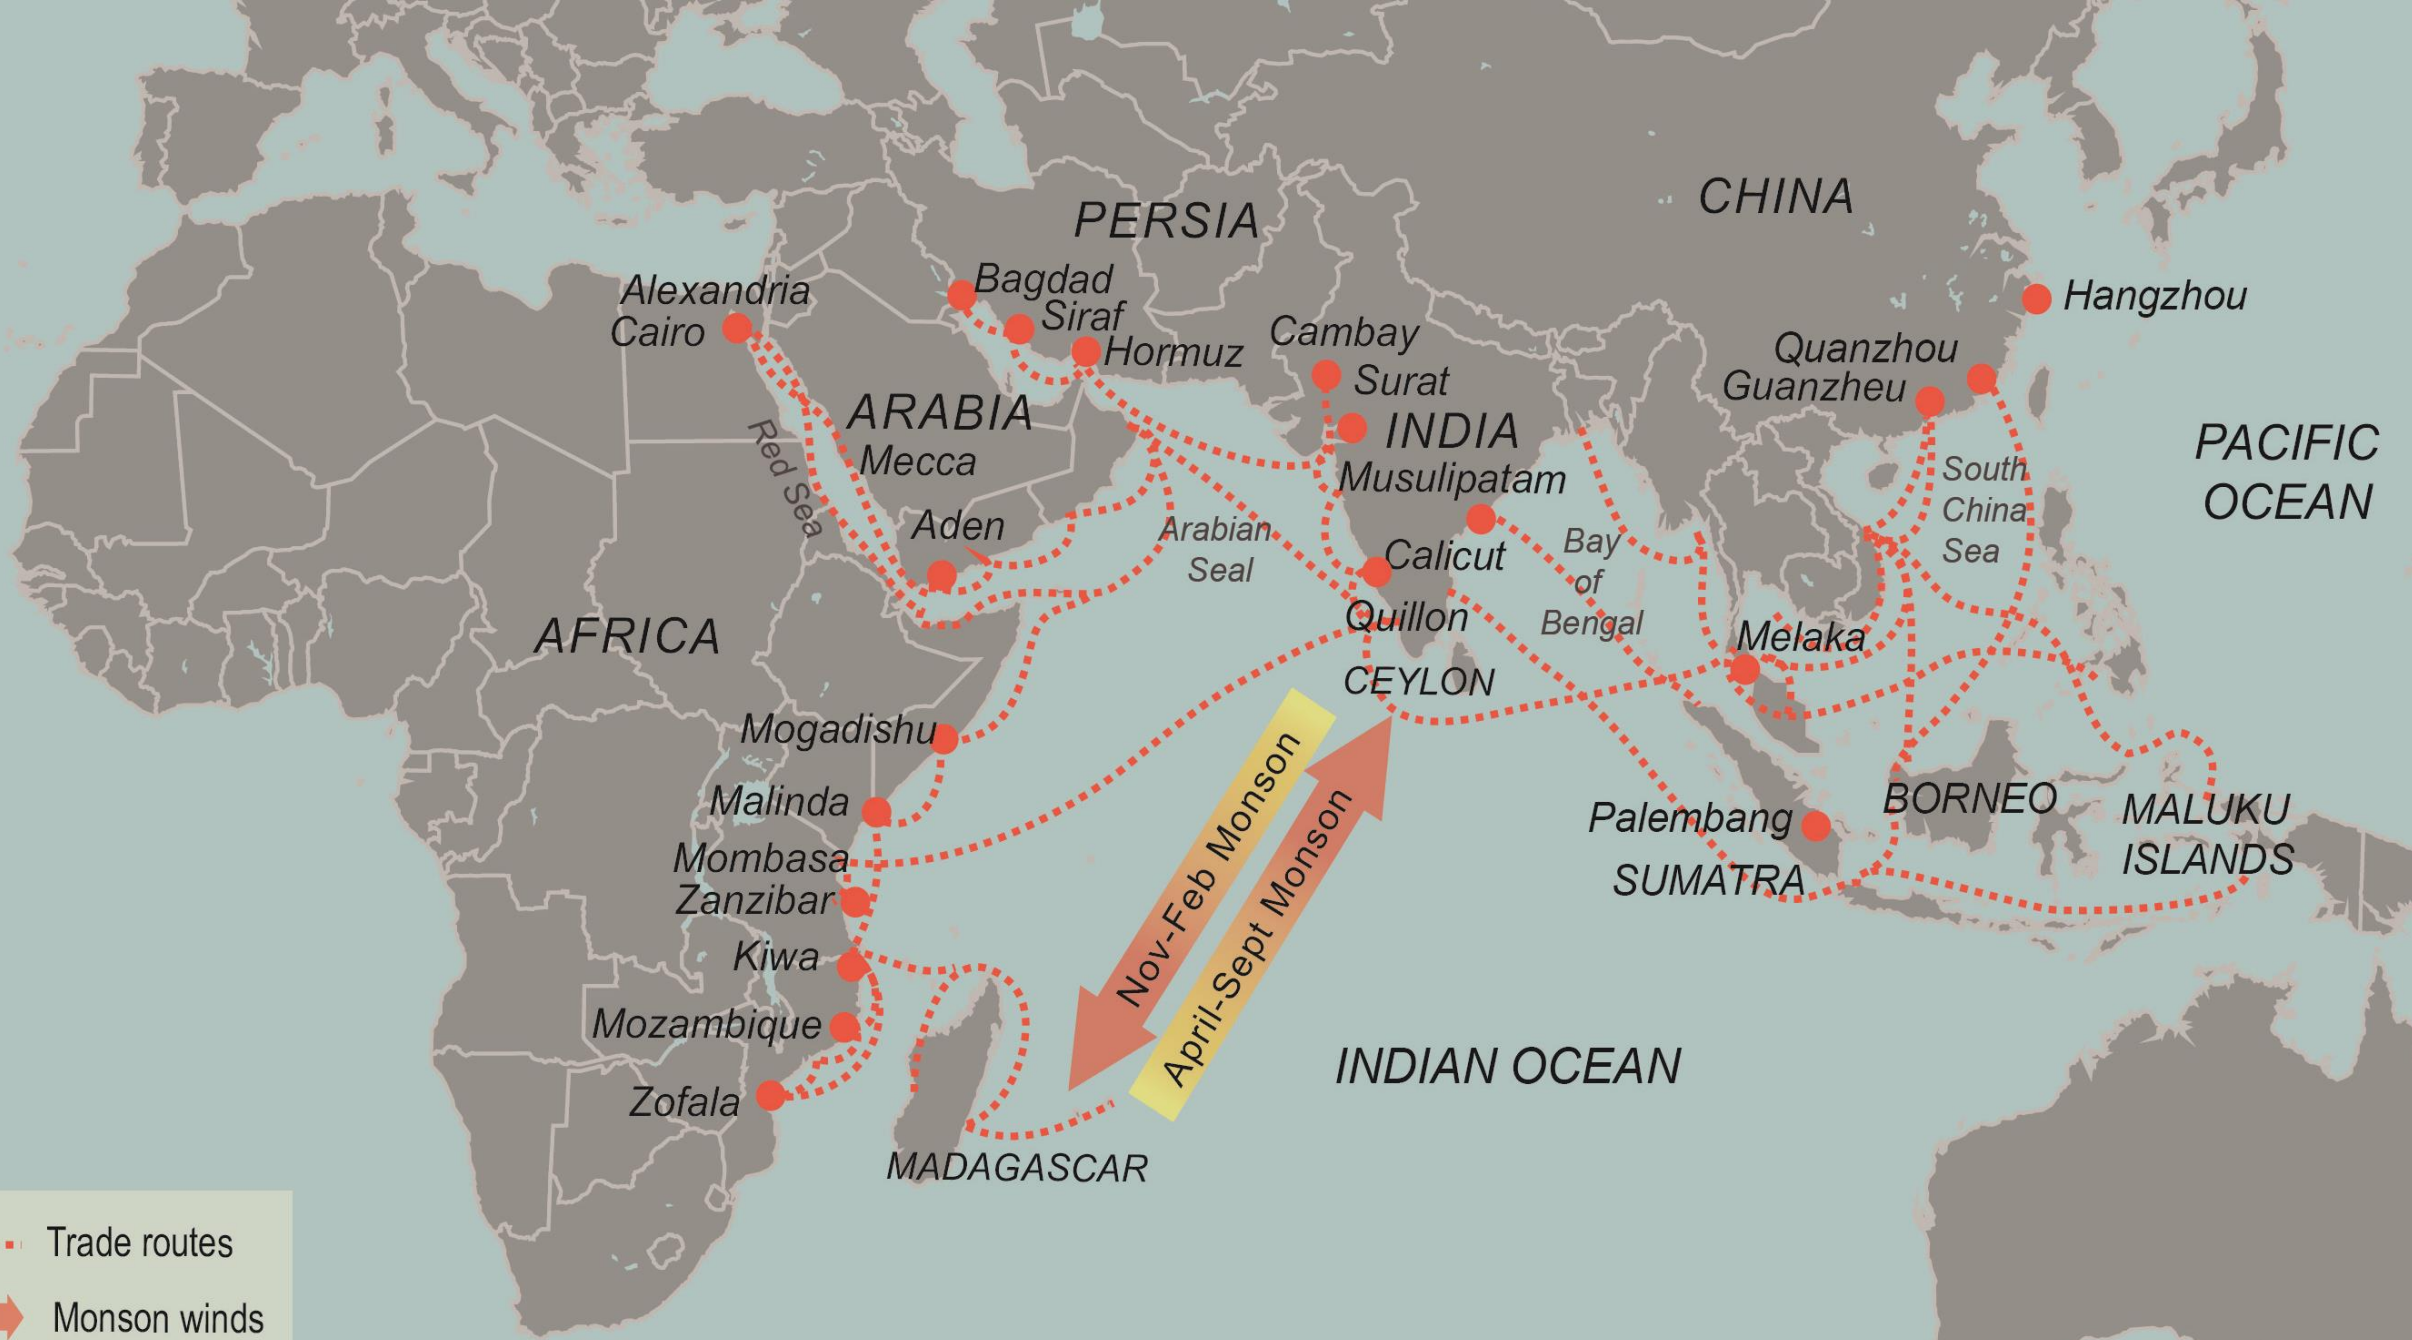 PERSIA
CHINA
Alexandria
Cairo
Bagdad
Siraf
Hormuz
Cambay
Surat
Hangzhou
Quanzhou
Guanzheu
ARABIA
Mecca
Red Sea
INDIA
Musulipatam
PACIFIC
OCEAN
South
China
Sea
Aden
Arabian
Seal
Calicut
Bay
of
Bengal
Quillon
AFRICA
Melaka
CEYLON
Mogadishu
Malinda
Mombasa
Zanzibar
Kiwa
Mozambique
Zofala
Nov-Feb Monson
April-Sept Monson
Palembang
BORNEO
MALUKU
ISLANDS
SUMATRA
INDIAN OCEAN
MADAGASCAR
Trade routes
Monson winds